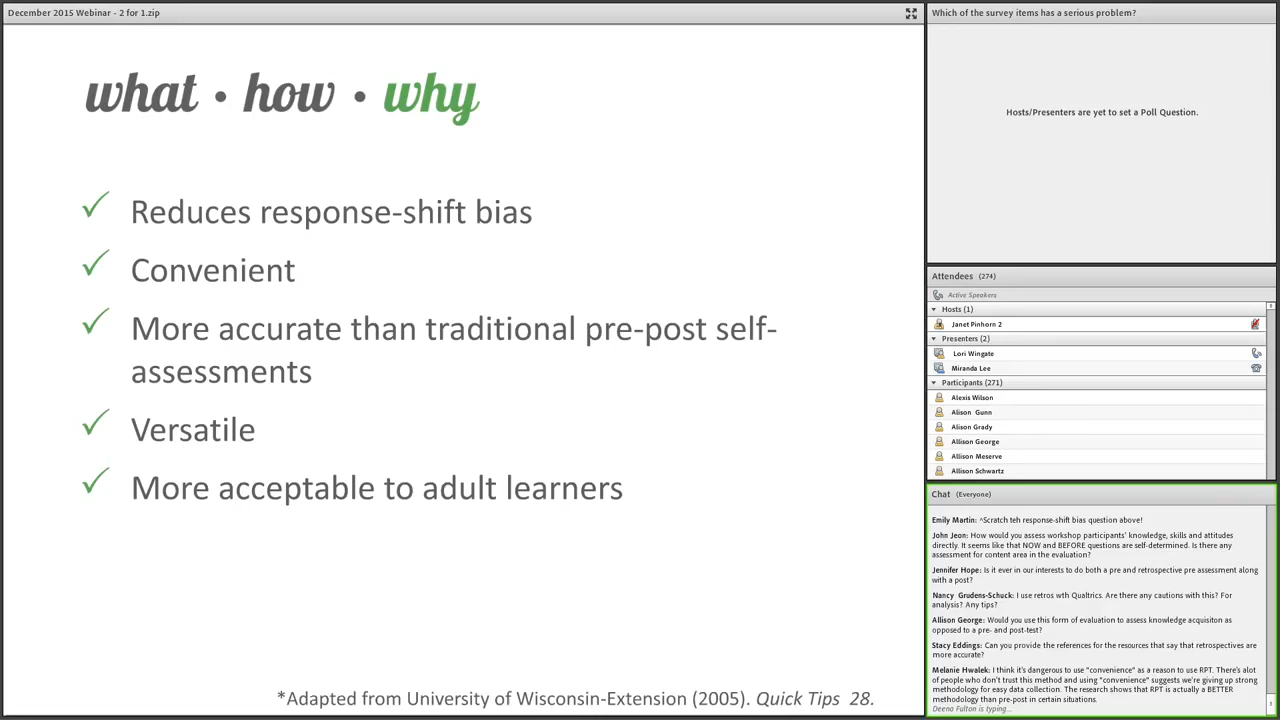 December 2015 Webinar - 2 for 1.zip
what • how • why
✓ Reduces response-shift bias
✓ Convenient
✓ More accurate than traditional pre-post self-
assessments
✓ Versatile
✓ More acceptable to adult learners
*Adapted from University of Wisconsin-Extension (2005). Quick Tips 28.
Which of the survey items has a serious problem?
Hosts/Presenters are yet to set a Poll Question.
Attendees (274)
Active Speakers
Hosts (1)
Janet Pinhorn 2
Presenters (2)
Lori Wingate
Miranda Lee
Participants (271)
Alexis Wilson
Alison Gunn
Alison Grady
Allison George
Allison Meserve
Allison Schwartz
Chat (Everyone)
Emily Martin: ^Scratch teh response-shift bias question above!
John Jeon: How would you assess workshop participants' knowledge, skills and attitudes
directly. It seems like that NOW and BEFORE questions are self-determined. Is there any
assessment for content area in the evaluation?
Jennifer Hope: Is it ever in our interests to do both a pre and retrospective pre assessment along
with a post?
Nancy Grudens-Schuck: I use retros wth Qualtrics. Are there any cautions with this? For
analysis? Any tips?
Allison George: Would you use this form of evaluation to assess knowledge acquisiton as
opposed to a pre- and post-test?
Stacy Eddings: Can you provide the references for the resources that say that retrospectives are
more accurate?
Melanie Hwalek: I think it's dangerous to use "convenience" as a reason to use RPT. There's alot
of people who don't trust this method and using "convenience" suggests we're giving up strong
methodology for easy data collection. The research shows that RPT is actually a BETTER
methodology than pre-post in certain situations.
Deena Fulton is typing...